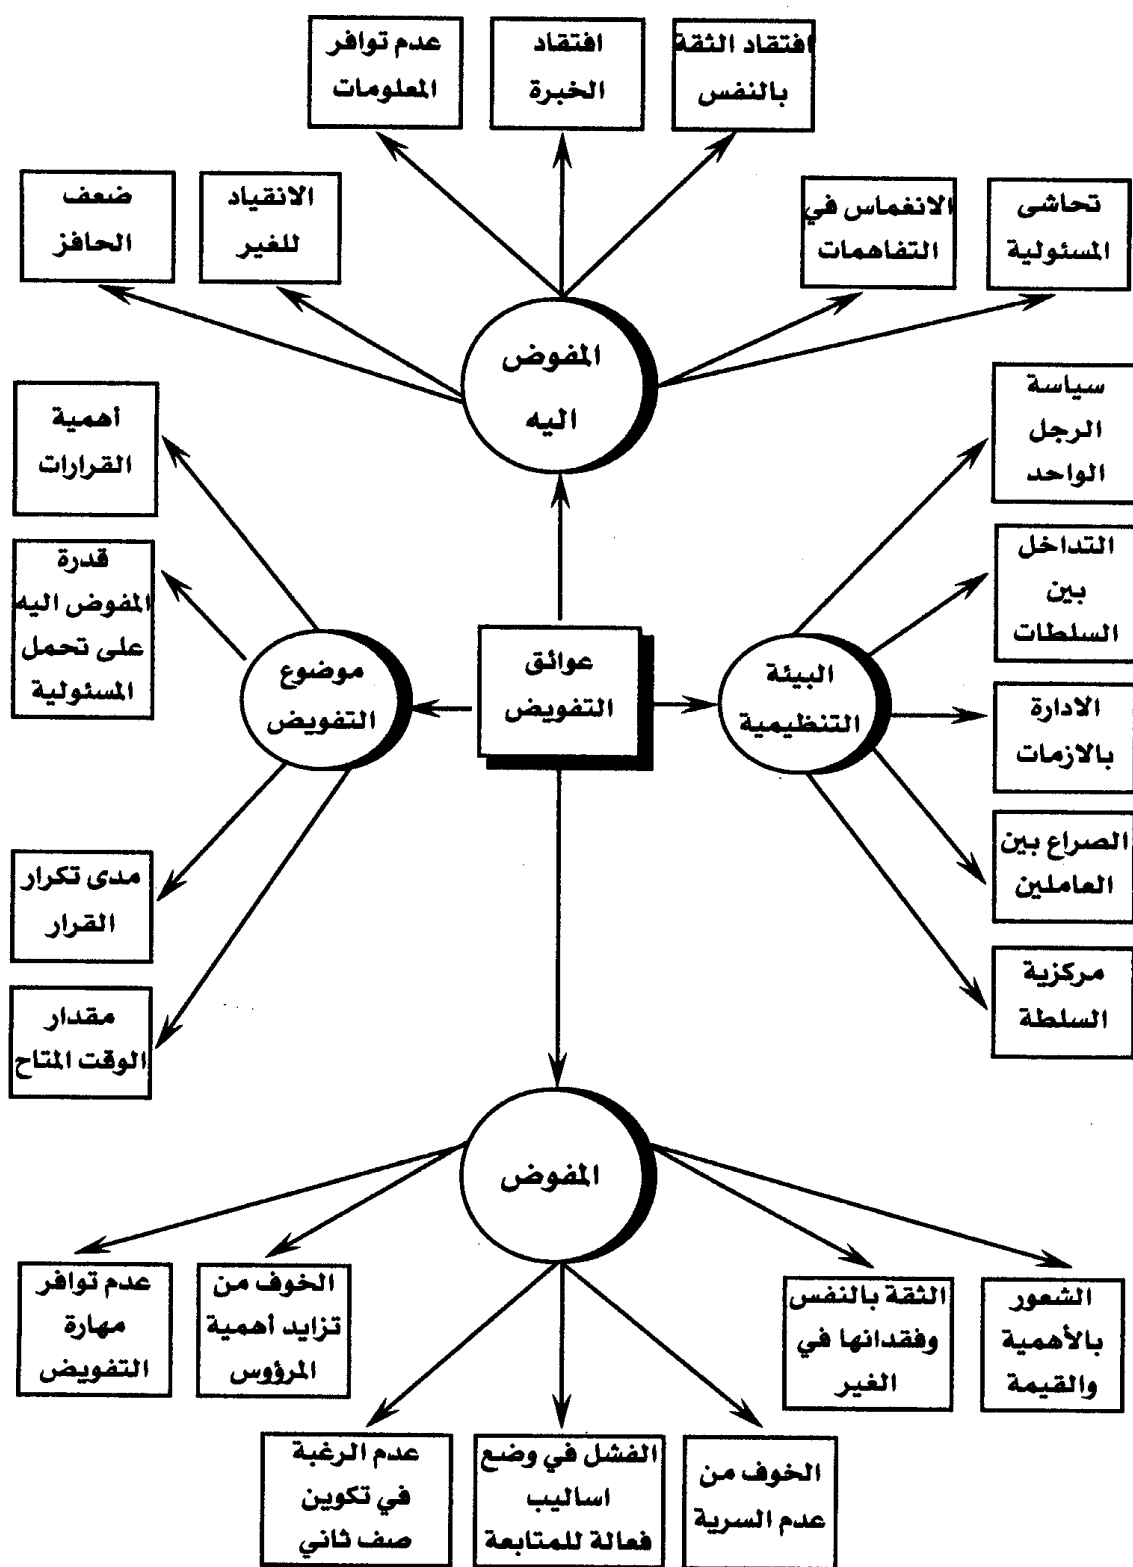 افتقاد الثقة
بالنفس
افتقاد
الخبرة
عدم توافر
المعلومات
تحاشى
المسئولية
الانغماس في
التفاهمات
الانقياد
للغير
ضعف
الحافز
المفوض
اليه
سياسة
الرجل
الواحد
أهمية
القرارات
التداخل
بين
السلطات
قدرة
المفوض اليه
على تحمل
المسئولية
البيئة
التنظيمية
عوائق
التفويض
موضوع
التفويض
الادارة
بالازمات
الصراع بين
العاملين
مدى تكرار
القرار
مركزية
السلطة
مقدار
الوقت المتاح
المفوض
الشعور
بالأهمية
والقيمة
الثقة بالنفس
وفقدانها في
الغير
الخوف من
تزايد أهمية
المرؤوس
عدم توافر
مهارة
التفويض
الخوف من
عدم السرية
الفشل في وضع
اساليب
فعالة للمتابعة
عدم الرغبة
في تكوين
صف ثاني